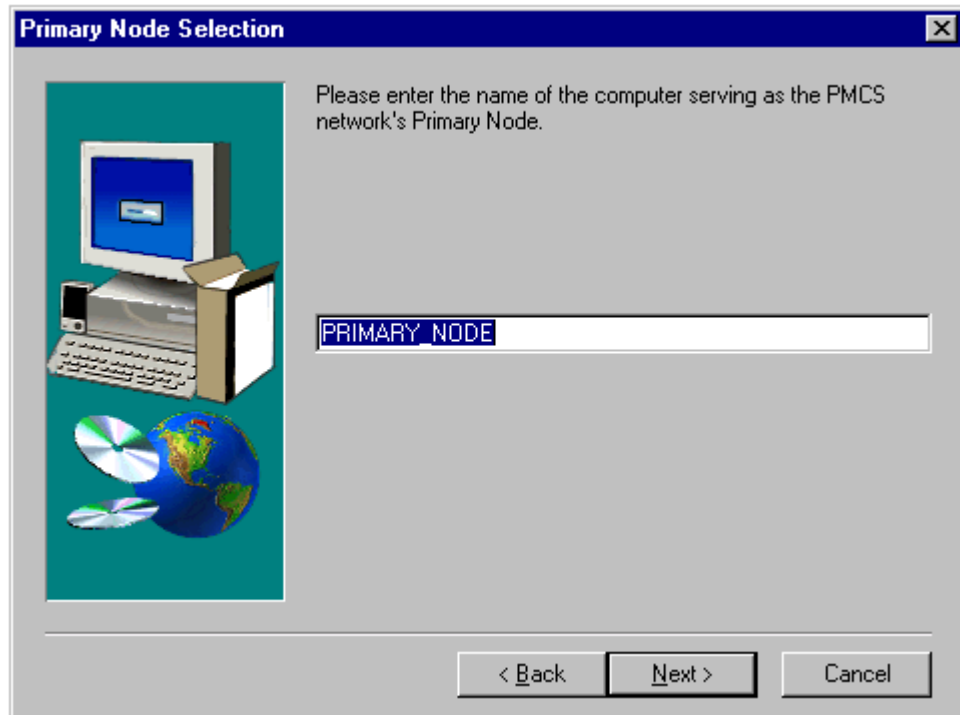 Primary Node Selection
Please enter the name of the computer serving as the PMCS
network's Primary Node.
PRIMARY_NODE
< Back
Next >
Cancel